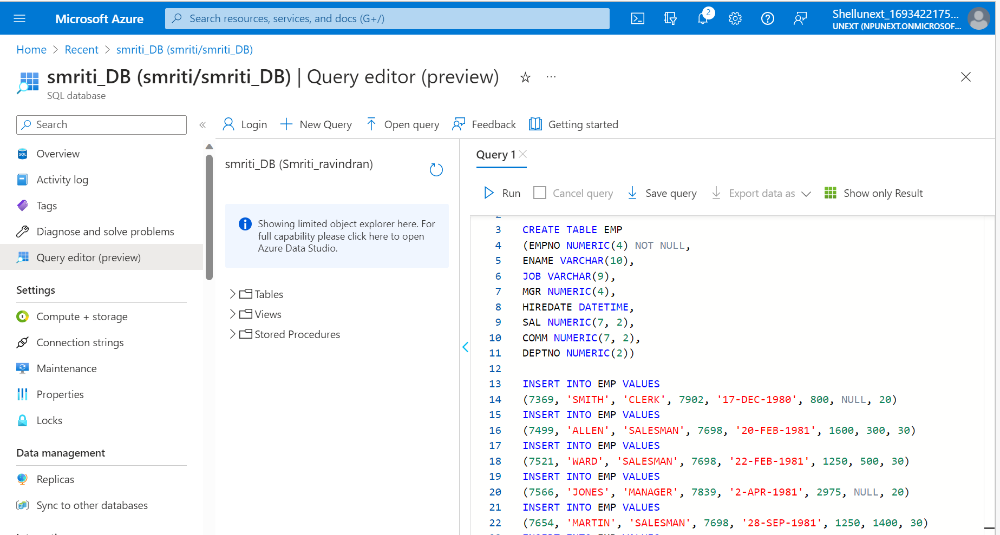 Microsoft Azure
Search resources, services, and docs (G+/)
2
Shellunext_1693422175...
UNEXT (NPUNEXT.ONMICROSOF...
Home > Recent > smriti_DB (smriti/smriti_DB)
smriti_DB (smriti/smriti_DB) | Query editor (preview)
SQL database
Search
Login
New Query
Open query
Feedback
Getting started
Overview
Activity log
Tags
Diagnose and solve problems
Query editor (preview)
Settings
Compute + storage
Connection strings
Maintenance
Properties
Locks
Data management
Replicas
Sync to other databases
smriti_DB (Smriti_ravindran)
Showing limited object explorer here. For
full capability please click here to open
Azure Data Studio.
Tables
Views
Stored Procedures
Query 1
Run
Cancel query
Save query
Export data as
Show only Result
2
3 CREATE TABLE EMP
4 (EMPNO NUMERIC(4) NOT NULL,
5 ENAME VARCHAR(10),
6 JOB VARCHAR(9),
7 MGR NUMERIC(4),
8 HIREDATE DATETIME,
9 SAL NUMERIC(7, 2),
10 COMM NUMERIC(7, 2),
11 DEPTNO NUMERIC(2))
12
13 INSERT INTO EMP VALUES
14 (7369, 'SMITH', 'CLERK', 7902, '17-DEC-1980', 800, NULL, 20)
15 INSERT INTO EMP VALUES
16 (7499, 'ALLEN', 'SALESMAN', 7698, '20-FEB-1981', 1600, 300, 30)
17 INSERT INTO EMP VALUES
18 (7521, 'WARD', 'SALESMAN', 7698, '22-FEB-1981', 1250, 500, 30)
19 INSERT INTO EMP VALUES
20 (7566, 'JONES', 'MANAGER', 7839, '2-APR-1981', 2975, NULL, 20)
21 INSERT INTO EMP VALUES
22 (7654, 'MARTIN', 'SALESMAN', 7698, '28-SEP-1981', 1250, 1400, 30)